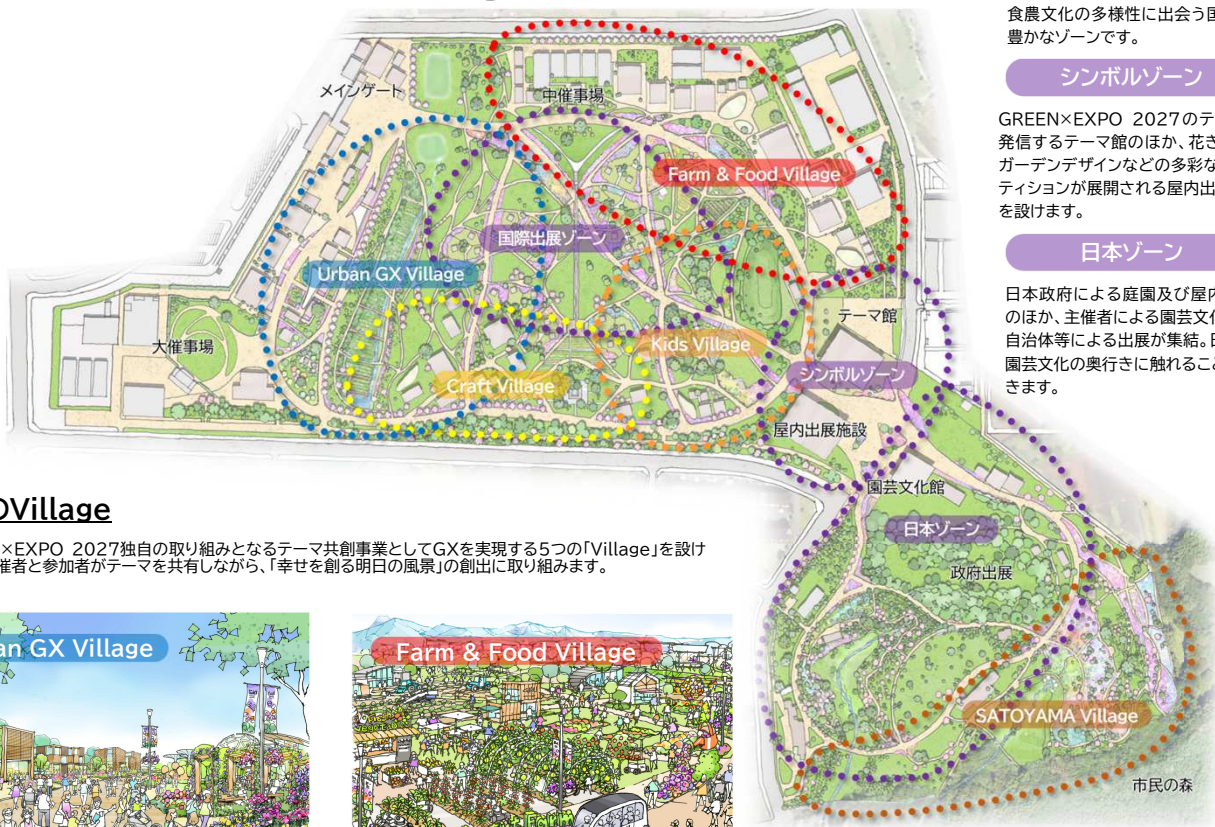 食農文化の多様性に出会う国
豊かなゾーンです。
シンボルゾーン
GREEN×EXPO 2027のテ
発信するテーマ館のほか、花き
ガーデンデザインなどの多彩な
ティションが展開される屋内出
を設けます。
日本ゾーン
日本政府による庭園及び屋内
のほか、主催者による園芸文化
自治体等による出展が集結。日
園芸文化の奥行きに触れること
きます。
メインゲート
中催事場
Farm & Food Village
国際出展ゾーン
Urban GX Village
テーマ館
大催事場
Kids Village
シンボルゾーン
Craft Village
屋内出展施設
園芸文化館
日本ゾーン
政府出展
SATOYAMA Village
市民の森
Village
×EXPO 2027独自の取り組みとなるテーマ共創事業としてGXを実現する5つの「Village」を設け
催者と参加者がテーマを共有しながら、「幸せを創る明日の風景」の創出に取り組みます。
an GX Village
Farm & Food Village